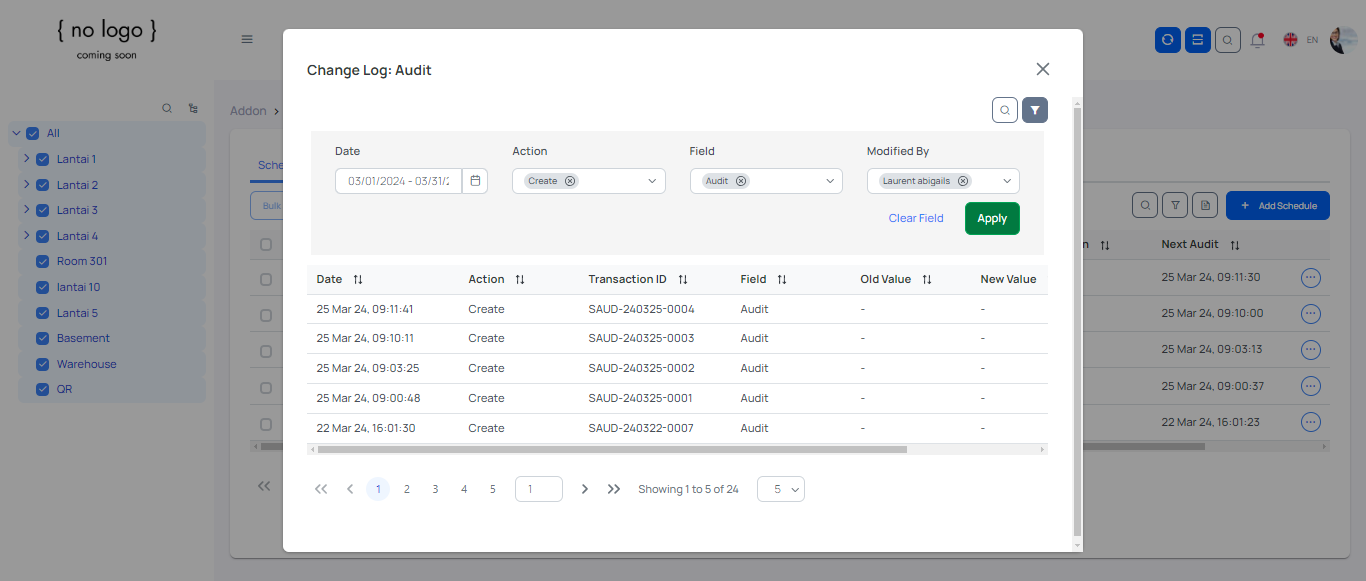 { no logo }
coming soon
EN
All
Lantai 1
Lantai 2
Lantai 3
Lantai 4
Room 301
lantai 10
Lantai 5
Basement
Warehouse
QR
Addon
Bulk
Add Schedule
Next Audit
25 Mar 24, 09:11:30
25 Mar 24, 09:10:00
25 Mar 24, 09:03:13
25 Mar 24, 09:00:37
22 Mar 24, 16:01:23
Change Log: Audit
Date Action Field Modified By
03/01/2024 - 03/31/2 Create Audit Laurent abigails
Clear Field Apply
Date Action Transaction ID Field Old Value New Value
25 Mar 24, 09:11:41 Create SAUD-240325-0004 Audit - -
25 Mar 24, 09:10:11 Create SAUD-240325-0003 Audit - -
25 Mar 24, 09:03:25 Create SAUD-240325-0002 Audit - -
25 Mar 24, 09:00:48 Create SAUD-240325-0001 Audit - -
22 Mar 24, 16:01:30 Create SAUD-240322-0007 Audit - -
1 2 3 4 5 1 Showing 1 to 5 of 24 5